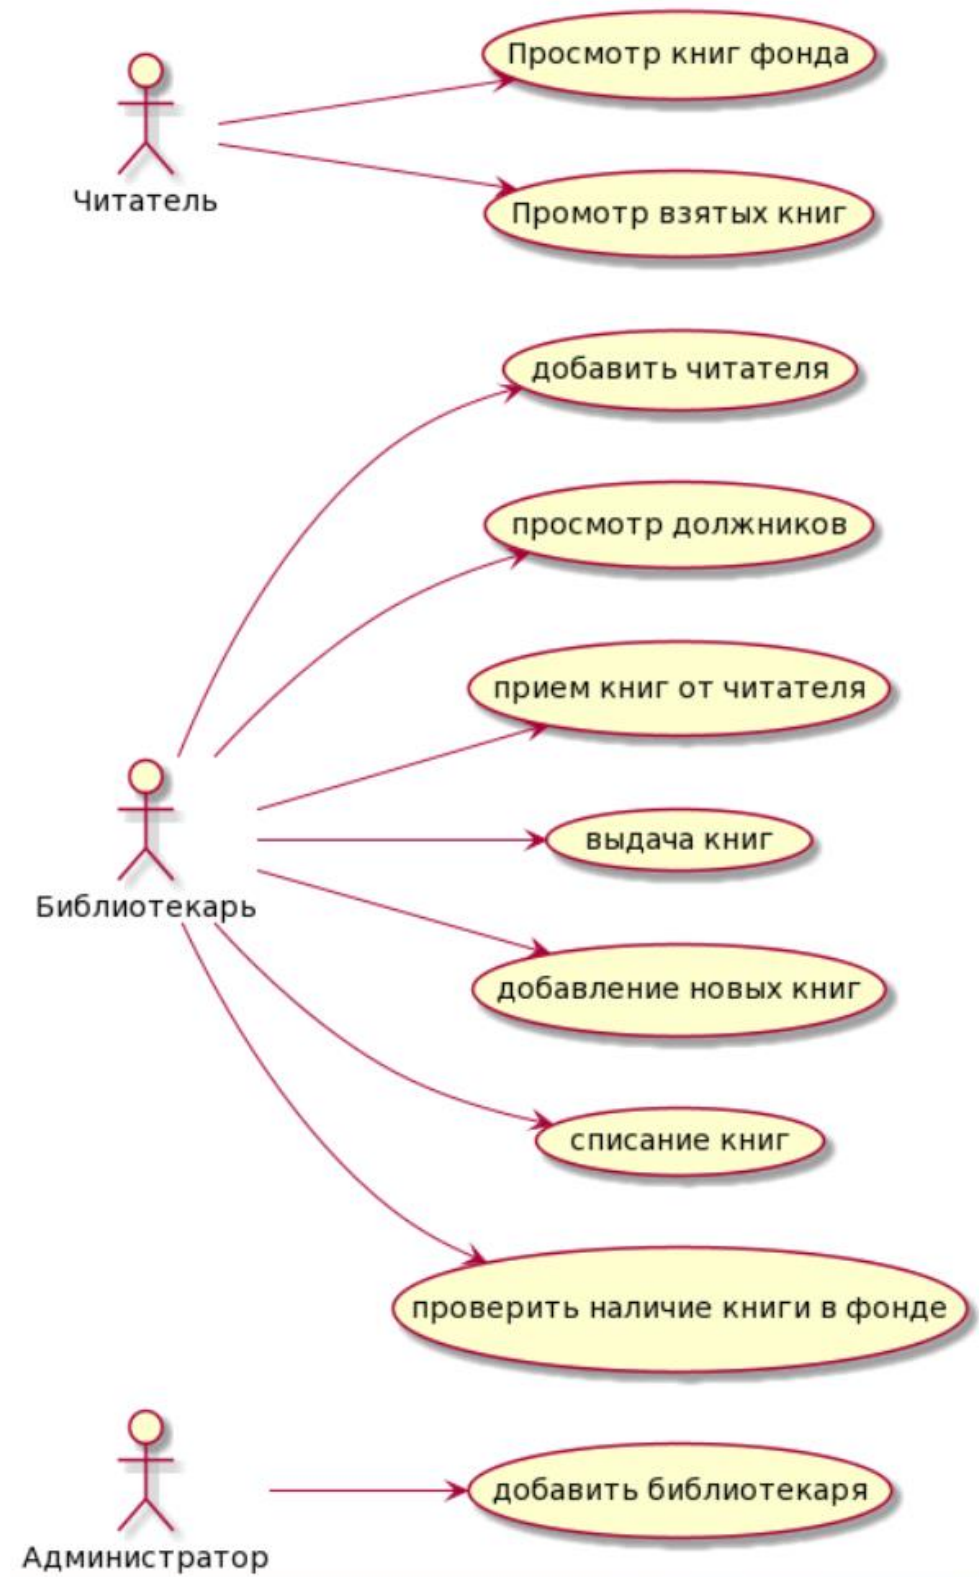 Просмотр книг фонда
Читатель
Промотр взятых книг
добавить читателя
просмотр должников
прием книг от читателя
выдача книг
Библиотекарь
добавление новых книг
списание книг
проверить наличие книги в фонде
добавить библиотекаря
Администратор